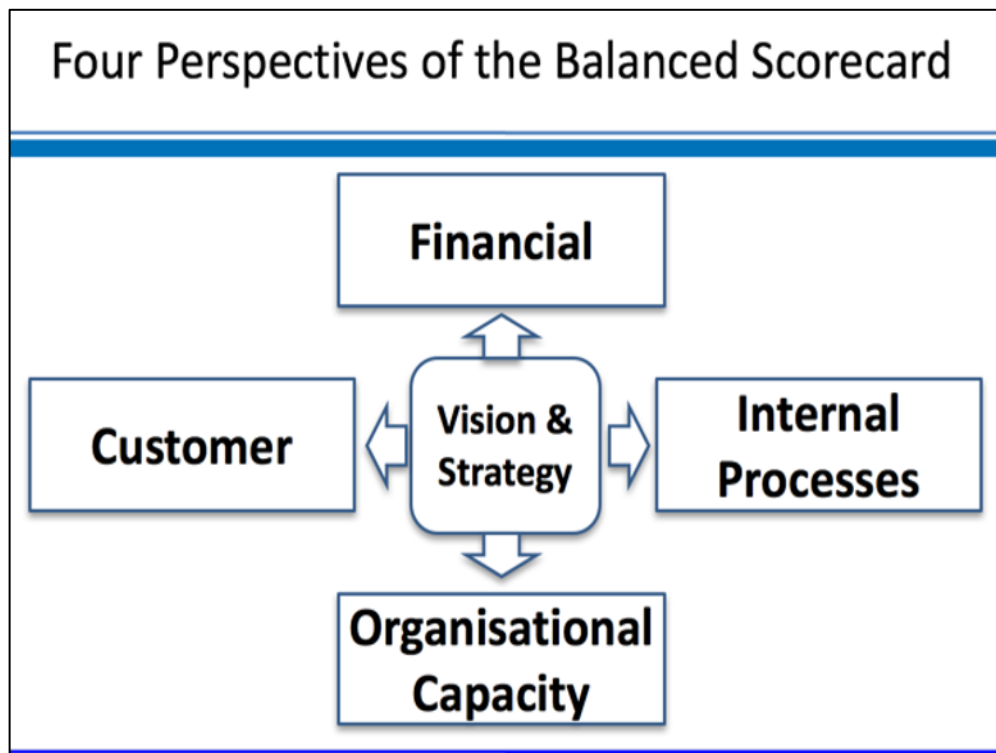 Four Perspectives of the Balanced Scorecard
Financial
Customer
Vision &
Strategy
Internal
Processes
Organisational
Capacity